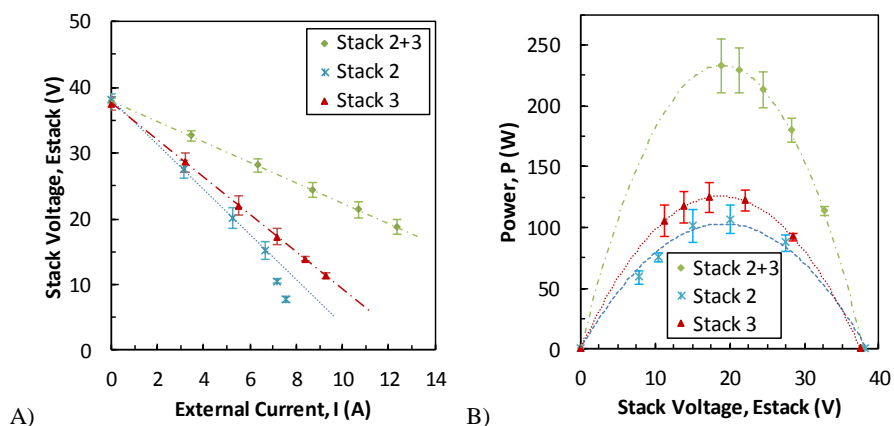 50
40
30
20
10
0
0 2 4 6 8 10 12 14
Stack Voltage, Estack (V)
External Current, I (A)
Stack 2+3
Stack 2
Stack 3
A)
250
200
150
100
50
0
0 10 20 30 40
Power, P (W)
Stack Voltage, Estack (V)
Stack 2+3
Stack 2
Stack 3
B)